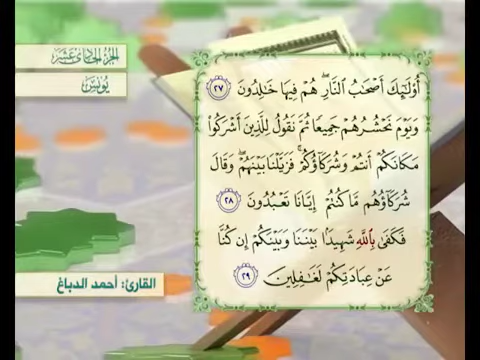 الجزء الحادي عشر
يونس
أُوْلَٰٓئِكَ أَصْحَٰبُ ٱلنَّارِ ۖ هُمْ فِيهَا خَٰلِدُونَ ٢٧
وَيَوْمَ نَحْشُرُهُمْ جَمِيعًا ثُمَّ نَقُولُ لِلَّذِينَ أَشْرَكُوا۟
مَكَانَكُمْ أَنتُمْ وَشُرَكَآؤُكُمْ ۚ فَزَيَّلْنَا بَيْنَهُمْ ۖ وَقَالَ
شُرَكَآؤُهُم مَّا كُنتُمْ إِيَّانَا تَعْبُدُونَ ٢٨
فَكَفَىٰ بِٱللَّهِ شَهِيدًۢا بَيْنَنَا وَبَيْنَكُمْ إِن كُنَّا
عَنْ عِبَادَتِكُمْ لَغَٰفِلِينَ ٢٩
القارئ: أحمد الدباغ